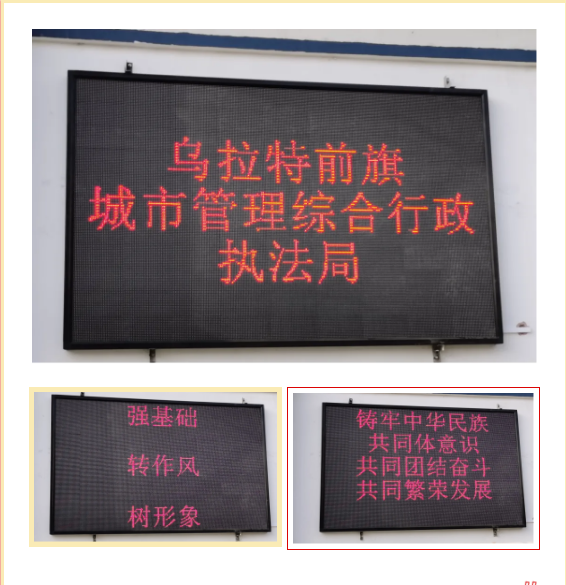 乌拉特前旗
城市管理综合行政
执法局
强基础
转作风
树形象
铸牢中华民族
共同体意识
共同团结奋斗
共同繁荣发展